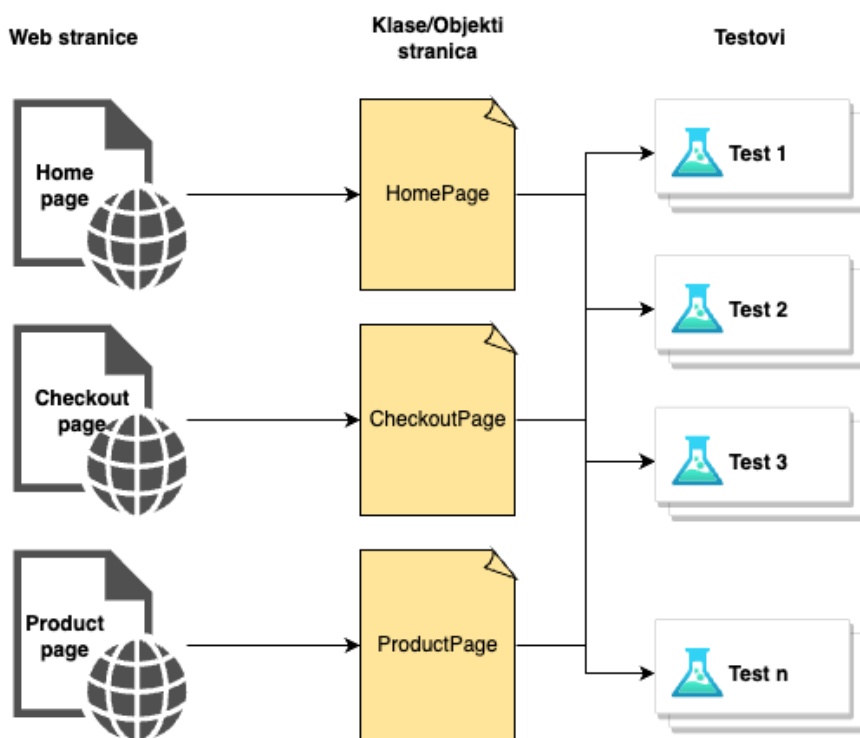 Web stranice
Klase/Objekti
stranica
Testovi
Home
page
HomePage
Test 1
Test 2
Checkout
page
CheckoutPage
Test 3
Product
page
ProductPage
Test n